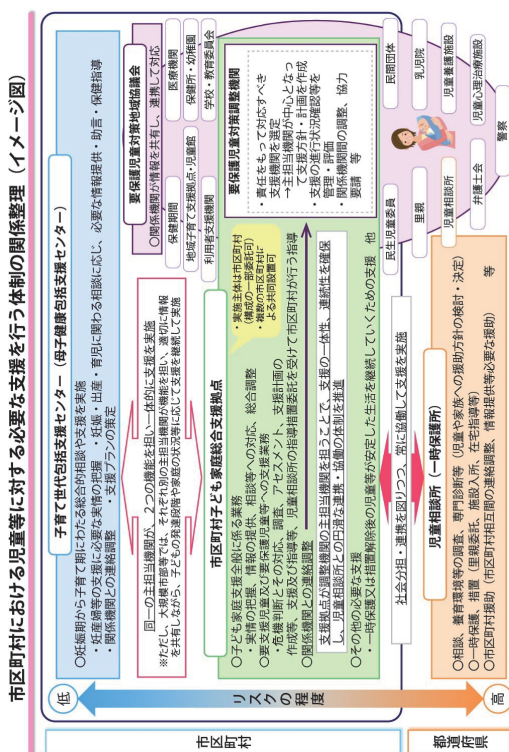 市区町村における児童等に対する必要な支援を行う体制の関係整理（イメージ図）
市区町村
都道府県
低
リスクの程度
高
子育て世代包括支援センター（母子健康包括支援センター）
○妊娠期から子育て期にわたる総合的相談や支援を実施
・妊産婦等の支援に必要な実情の把握 ・妊娠・出産・育児に関わる相談に応じ、必要な情報提供・助言・保健指導
・関係機関との連絡調整 ・支援プランの策定
同一の主担当機関が、2つの機能を担い一体的に支援を実施
※ただし、大規模市部等では、それぞれ別の主担当機関が機能を担い、適切に情報
を共有しながら、子どもの発達段階や家庭の状況等に応じて支援を継続して実施
市区町村子ども家庭総合支援拠点
・実施主体は市区町村
（構成の一部委託可）
・複数の市区町村に
よる共同設置可
○子ども家庭支援全般に係る業務
・実情の把握、情報の提供、相談等への対応、総合調整
○要支援児童及び要保護児童等への支援業務
・危機判断とその対応、調査、アセスメント、支援計画の
作成等、支援及び指導等、児童相談所の指導措置委託を受けて市区町村が行う指導
○関係機関との連絡調整
支援拠点が調整機関の主担当機関を担うことで、支援の一体性、連続性を確保
し、児童相談所との円滑な連携・協働の体制を推進
○その他の必要な支援
・一時保護又は措置解除後の児童等が安定した生活を継続していくための支援 他
社会分担・連携を図りつつ、常に協働して支援を実施
児童相談所（一時保護所）
○相談、養育環境等の調査、専門診断等（児童や家族への援助方針の検討・決定）
○一時保護、措置（里親委託、施設入所、在宅指導等）
○市区町村援助（市区町村相互間の連絡調整、情報提供等必要な援助） 等
要保護児童対策地域協議会
○関係機関が情報を共有し、連携して対応
保健期間
医療機関
地域子育て支援拠点・児童館
保健所・幼稚園
利用者支援機関
学校・教育委員会
要保護児童対策調整機関
・責任をもって対応すべき
支援機関を選定
→主担当機関が中心となっ
て支援方針・計画を作成
・支援の進行状況確認等を
管理・評価
・関係機関間の調整、協力
要請 等
民生児童委員
民間団体
里親
乳児院
児童相談所
児童養護施設
弁護士会
児童心理治療施設
警察